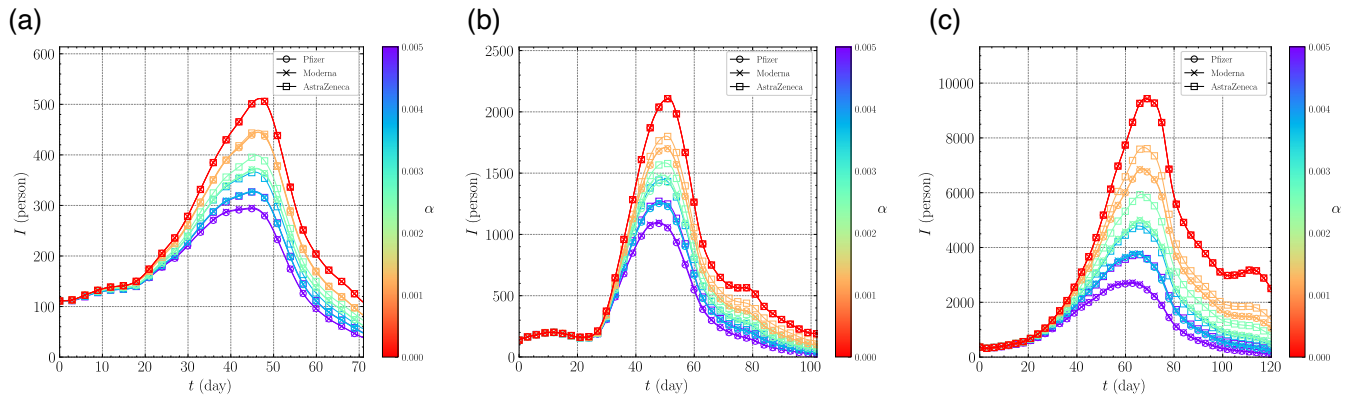 (a)
600
500
400
300
200
100
0
I (person)
0 10 20 30 40 50 60 70
t (day)
Pfizer
Moderna
AstraZeneca
0.005
0.004
0.003
0.002
0.001
0.000
α
(b)
2500
2000
1500
1000
500
0
I (person)
0 20 40 60 80 100
t (day)
Pfizer
Moderna
AstraZeneca
0.005
0.004
0.003
0.002
0.001
0.000
α
(c)
10000
8000
6000
4000
2000
0
I (person)
0 20 40 60 80 100 120
t (day)
Pfizer
Moderna
AstraZeneca
0.005
0.004
0.003
0.002
0.001
0.000
α